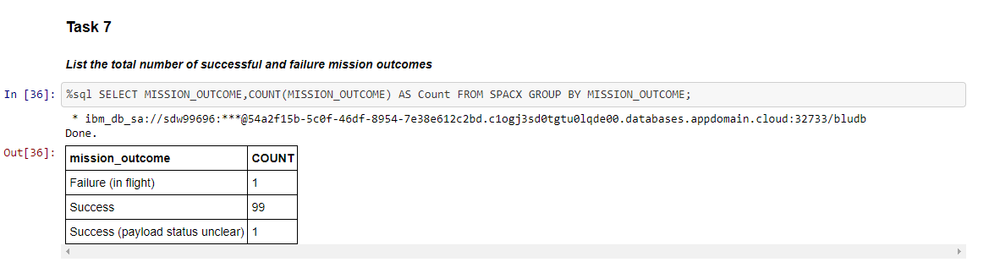 Task 7
List the total number of successful and failure mission outcomes
In [36]: %sql SELECT MISSION_OUTCOME,COUNT(MISSION_OUTCOME) AS Count FROM SPACX GROUP BY MISSION_OUTCOME;
* ibm_db_sa://sdw99696:***@54a2f15b-5c0f-46df-8954-7e38e612c2bd.c1ogj3sd0tgtu0lqde00.databases.appdomain.cloud:32733/bludb
Done.
Out[36]:
mission_outcome COUNT
Failure (in flight) 1
Success 99
Success (payload status unclear) 1